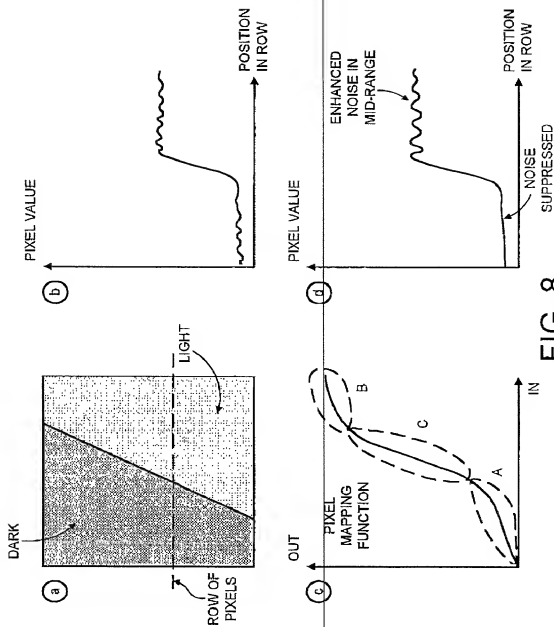 a
DARK
ROW OF
PIXELS
LIGHT
b
PIXEL VALUE
POSITION
IN ROW
c
OUT
PIXEL
MAPPING
FUNCTION
A
C
B
IN
d
PIXEL VALUE
ENHANCED
NOISE IN
MID-RANGE
NOISE
SUPPRESSED
POSITION
IN ROW
FIG. 8